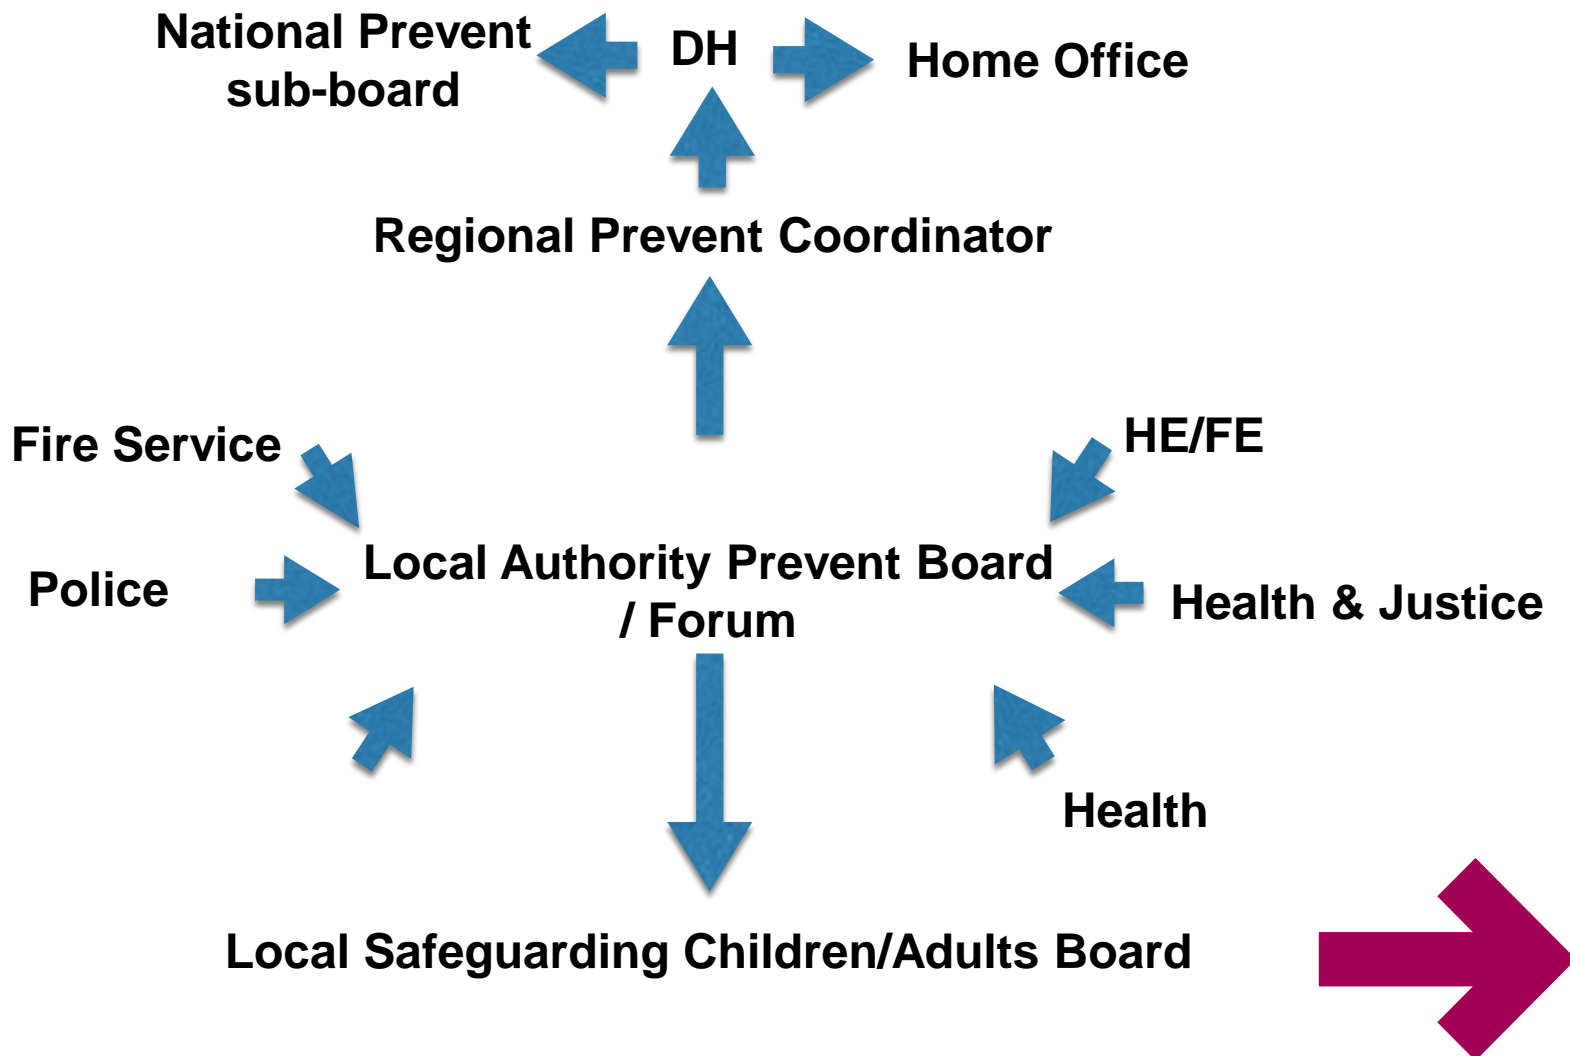 National Prevent
sub-board
DH
Home Office
Regional Prevent Coordinator
Fire Service
HE/FE
Local Authority Prevent Board
/ Forum
Police
Health & Justice
Health
Local Safeguarding Children/Adults Board